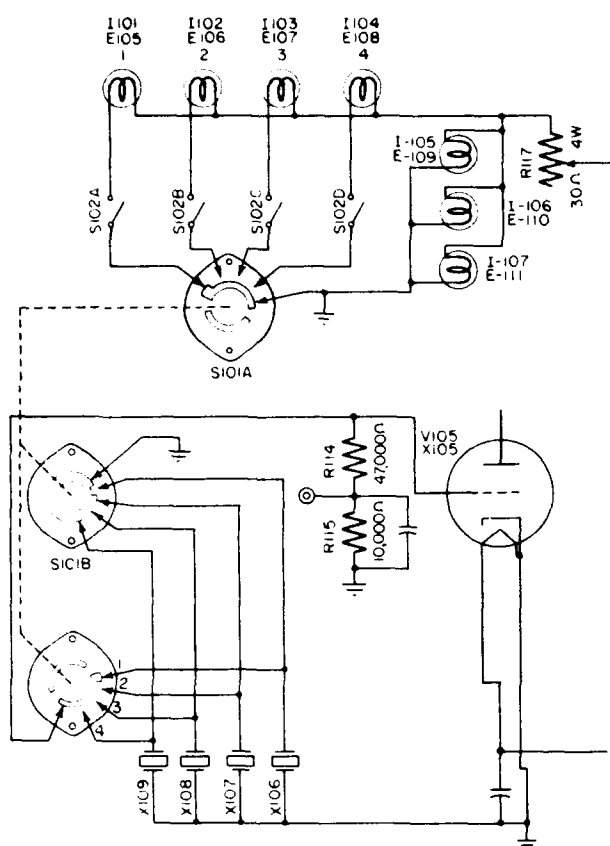 I101 I102 I103 I104
E105 E106 E107 E108
1 2 3 4
I-105
E-109
R117
4W
30Ω
I-106
E-110
S102A
S102B
S102C
S102D
I-107
E-111
S101A
R114
47,000Ω
V105
X105
R115
10,000Ω
S101B
1
2
3
4
X109
X108
X107
X106